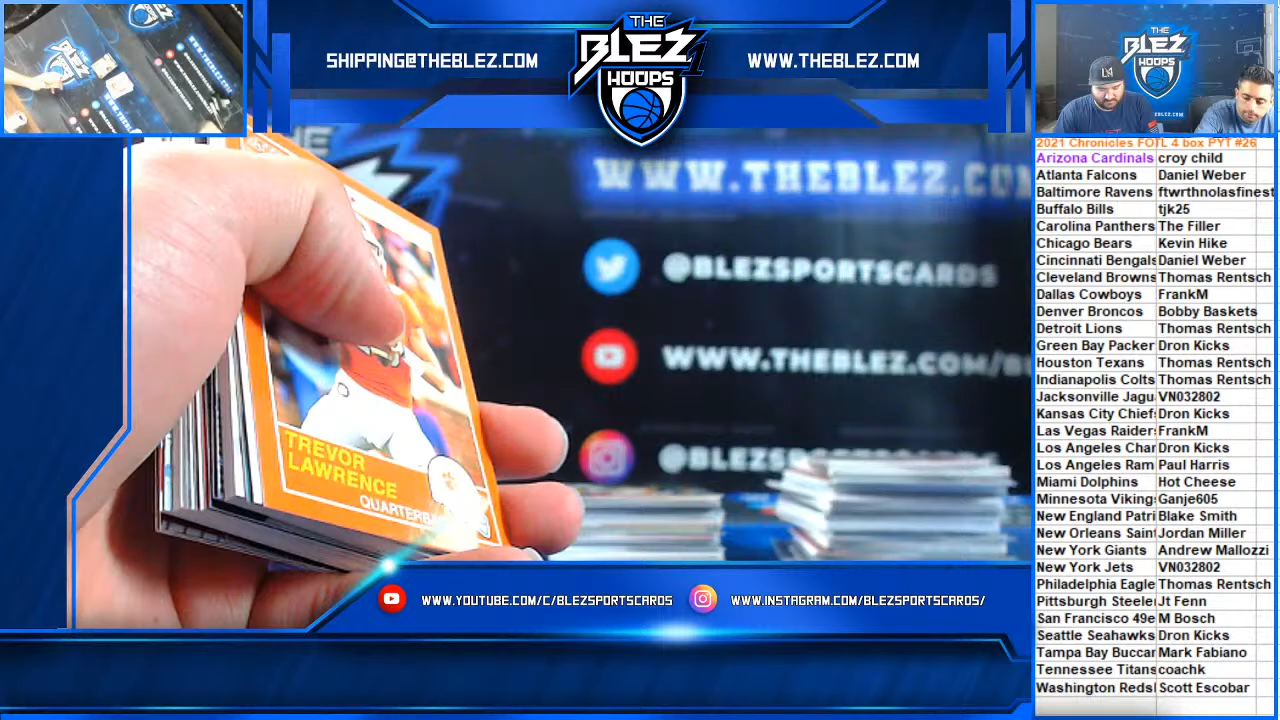 SHIPPING@THEBLEZ.COM
THE
BLEZ
HOOPS
WWW.THEBLEZ.COM
THE
BLEZ
THE
WWW.THEBLEZ.COM
@BLEZSPORTSCARDS
WWW.THEBLEZ.COM/B
@BLEZS
TREVOR
LAWRENCE
QUARTERBA
WWW.YOUTUBE.COM/C/BLEZSPORTSCARDS
WWW.INSTAGRAM.COM/BLEZSPORTSCARDS/
2021 Chronicles FOTL 4 box PYT #26
Arizona Cardinals croy child
Atlanta Falcons Daniel Weber
Baltimore Ravens ftwrthnolasfinest
Buffalo Bills tjk25
Carolina Panthers The Filler
Chicago Bears Kevin Hike
Cincinnati Bengals Daniel Weber
Cleveland Browns Thomas Rentsch
Dallas Cowboys FrankM
Denver Broncos Bobby Baskets
Detroit Lions Thomas Rentsch
Green Bay Packer Dron Kicks
Houston Texans Thomas Rentsch
Indianapolis Colts Thomas Rentsch
Jacksonville Jagu VN032802
Kansas City Chief Dron Kicks
Las Vegas Raider FrankM
Los Angeles Char Dron Kicks
Los Angeles Ram Paul Harris
Miami Dolphins Hot Cheese
Minnesota Viking Ganje605
New England Patri Blake Smith
New Orleans Saint Jordan Miller
New York Giants Andrew Mallozzi
New York Jets VN032802
Philadelphia Eagle Thomas Rentsch
Pittsburgh Steele Jt Fenn
San Francisco 49e M Bosch
Seattle Seahawks Dron Kicks
Tampa Bay Buccar Mark Fabiano
Tennessee Titans coachk
Washington Reds Scott Escobar